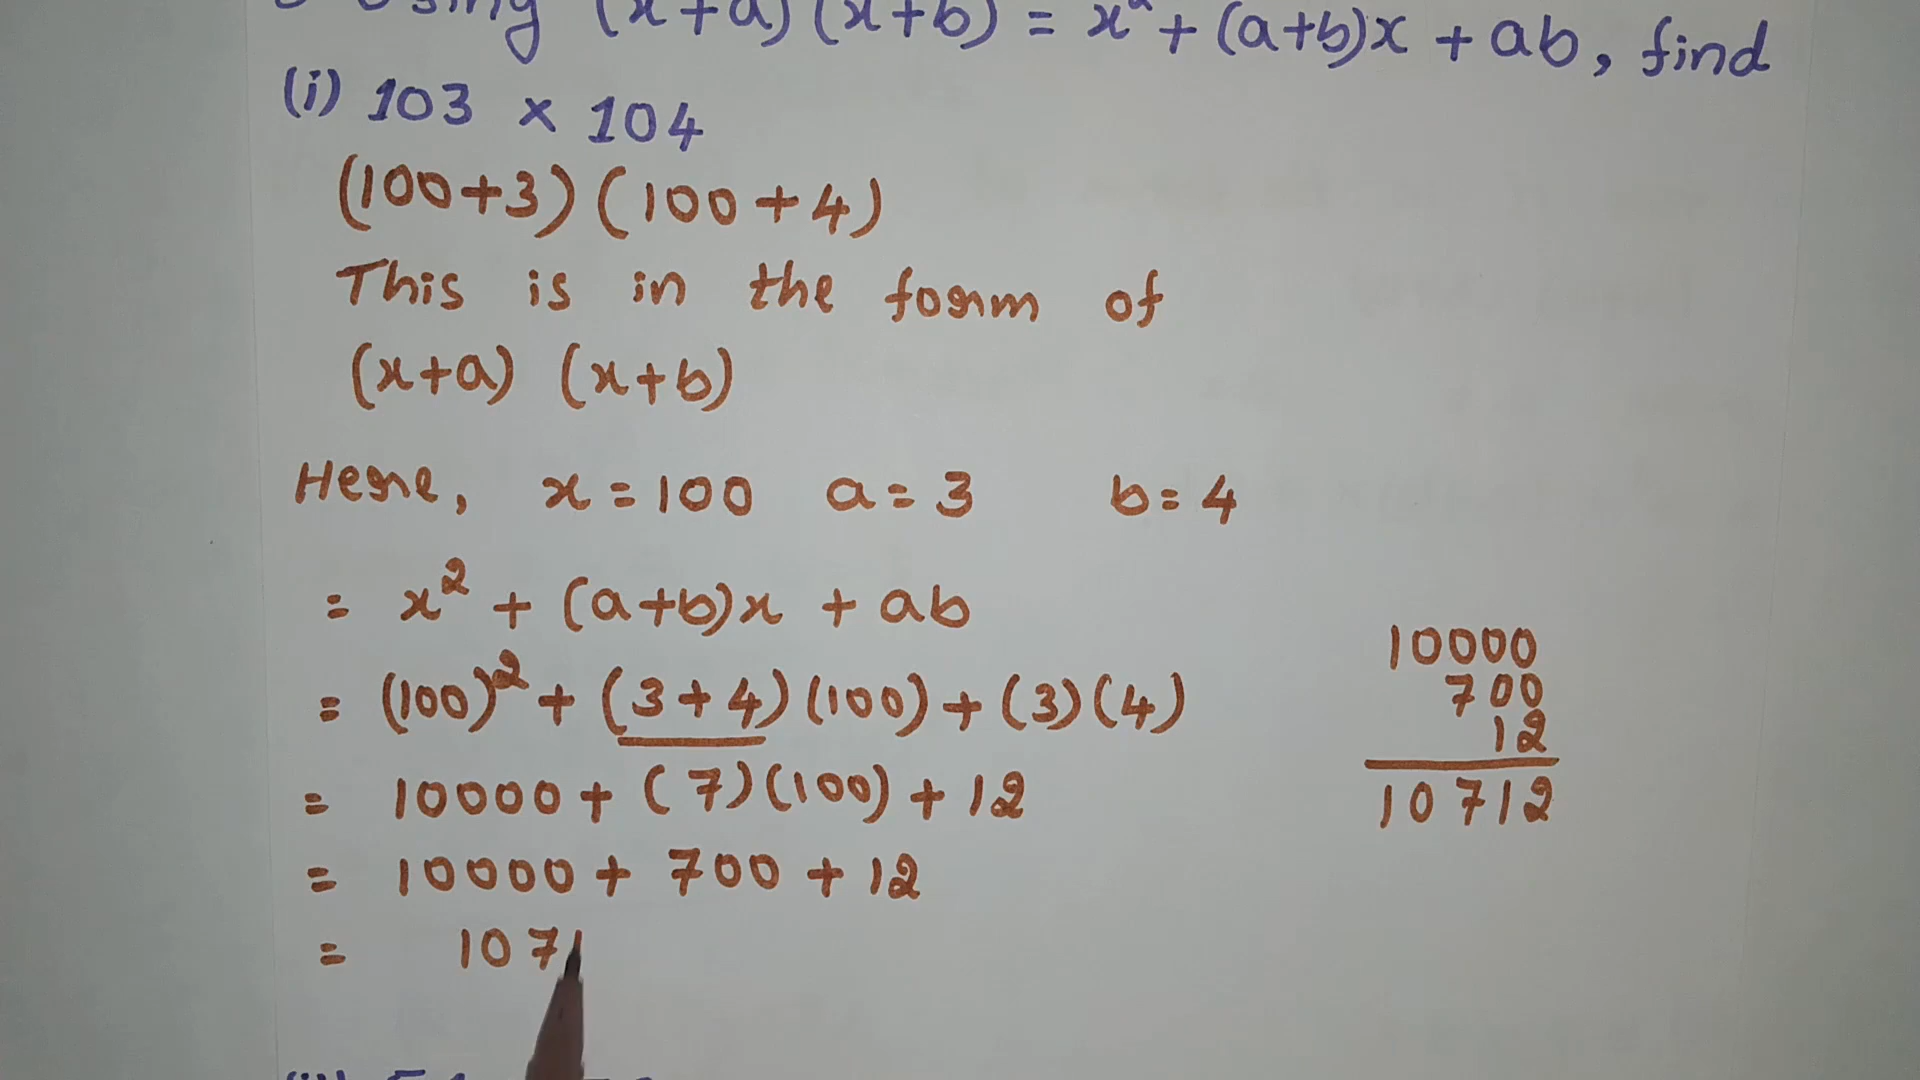 Using (x+a) (x+b) = x² + (a+b)x + ab, find
(i) 103 × 104
(100+3) (100+4)
This is in the form of
(x+a) (x+b)
Here, x=100 a=3 b=4
= x² + (a+b)x + ab
= (100)² + (3+4)(100) + (3)(4)
= 10000 + (7)(100) + 12
= 10000 + 700 + 12
= 1071
10000
700
12
10712